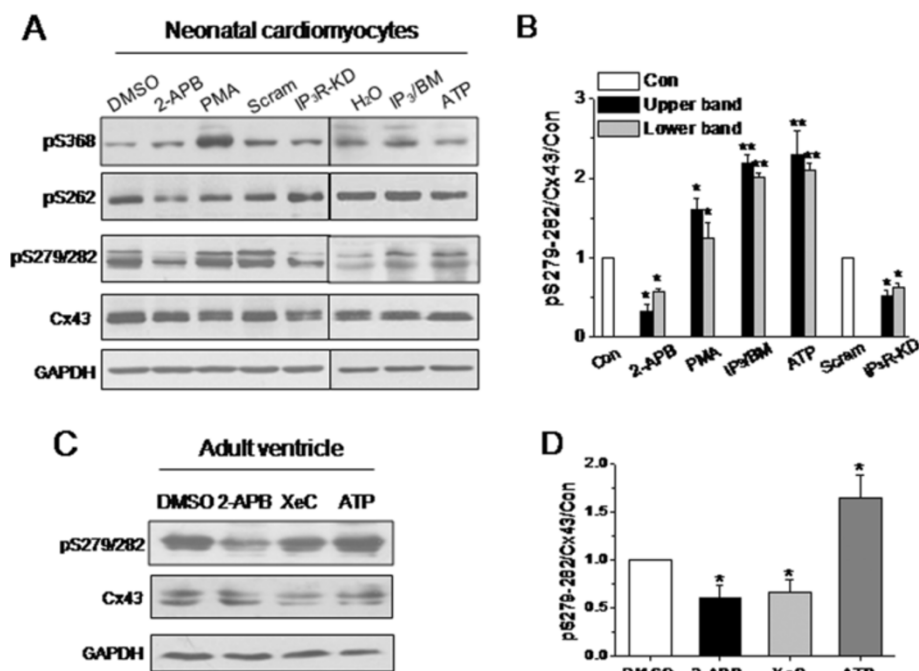 A
Neonatal cardiomyocytes
DMSO 2-APB PMA Scram IP₃R-KD H₂O IP₃/BM ATP
pS368
pS262
pS279/282
Cx43
GAPDH
B
Con
Upper band
Lower band
pS279-282/Cx43/Con
3
2
1
0
* * * * ** ** ** ** * *
Con 2-APB PMA IP₃/BM ATP Scram IP₃R-KD
C
Adult ventricle
DMSO 2-APB XeC ATP
pS279/282
Cx43
GAPDH
D
pS279-282/Cx43/Con
2.0
1.5
1.0
0.5
0.0
* * *
DMSO 2-APB XeC ATP